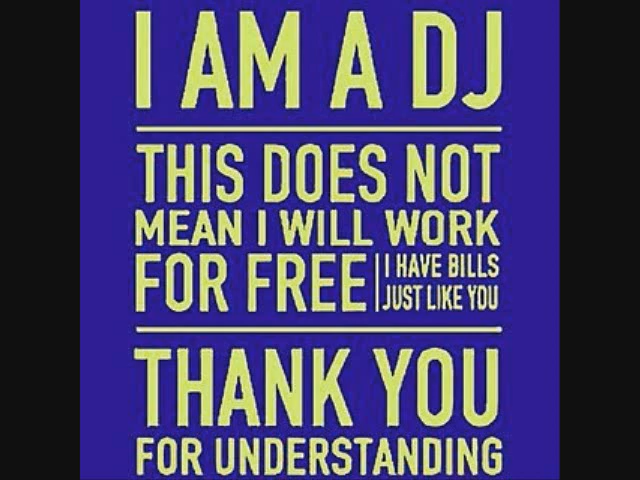 I AM A DJ
THIS DOES NOT
MEAN I WILL WORK
FOR FREE
I HAVE BILLS
JUST LIKE YOU
THANK YOU
FOR UNDERSTANDING